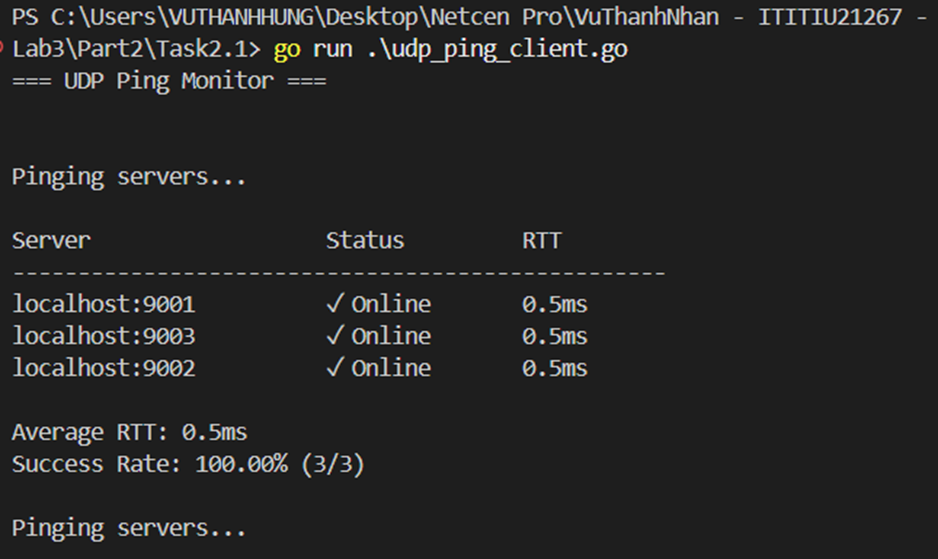 PS C:\Users\VUTHANHHUNG\Desktop\Netcen Pro\VuThanhNhan - ITITIU21267 -
Lab3\Part2\Task2.1> go run .\udp_ping_client.go
=== UDP Ping Monitor ===
Pinging servers...
Server Status RTT
--------------------------------------------------
localhost:9001 ✓ Online 0.5ms
localhost:9003 ✓ Online 0.5ms
localhost:9002 ✓ Online 0.5ms
Average RTT: 0.5ms
Success Rate: 100.00% (3/3)
Pinging servers...